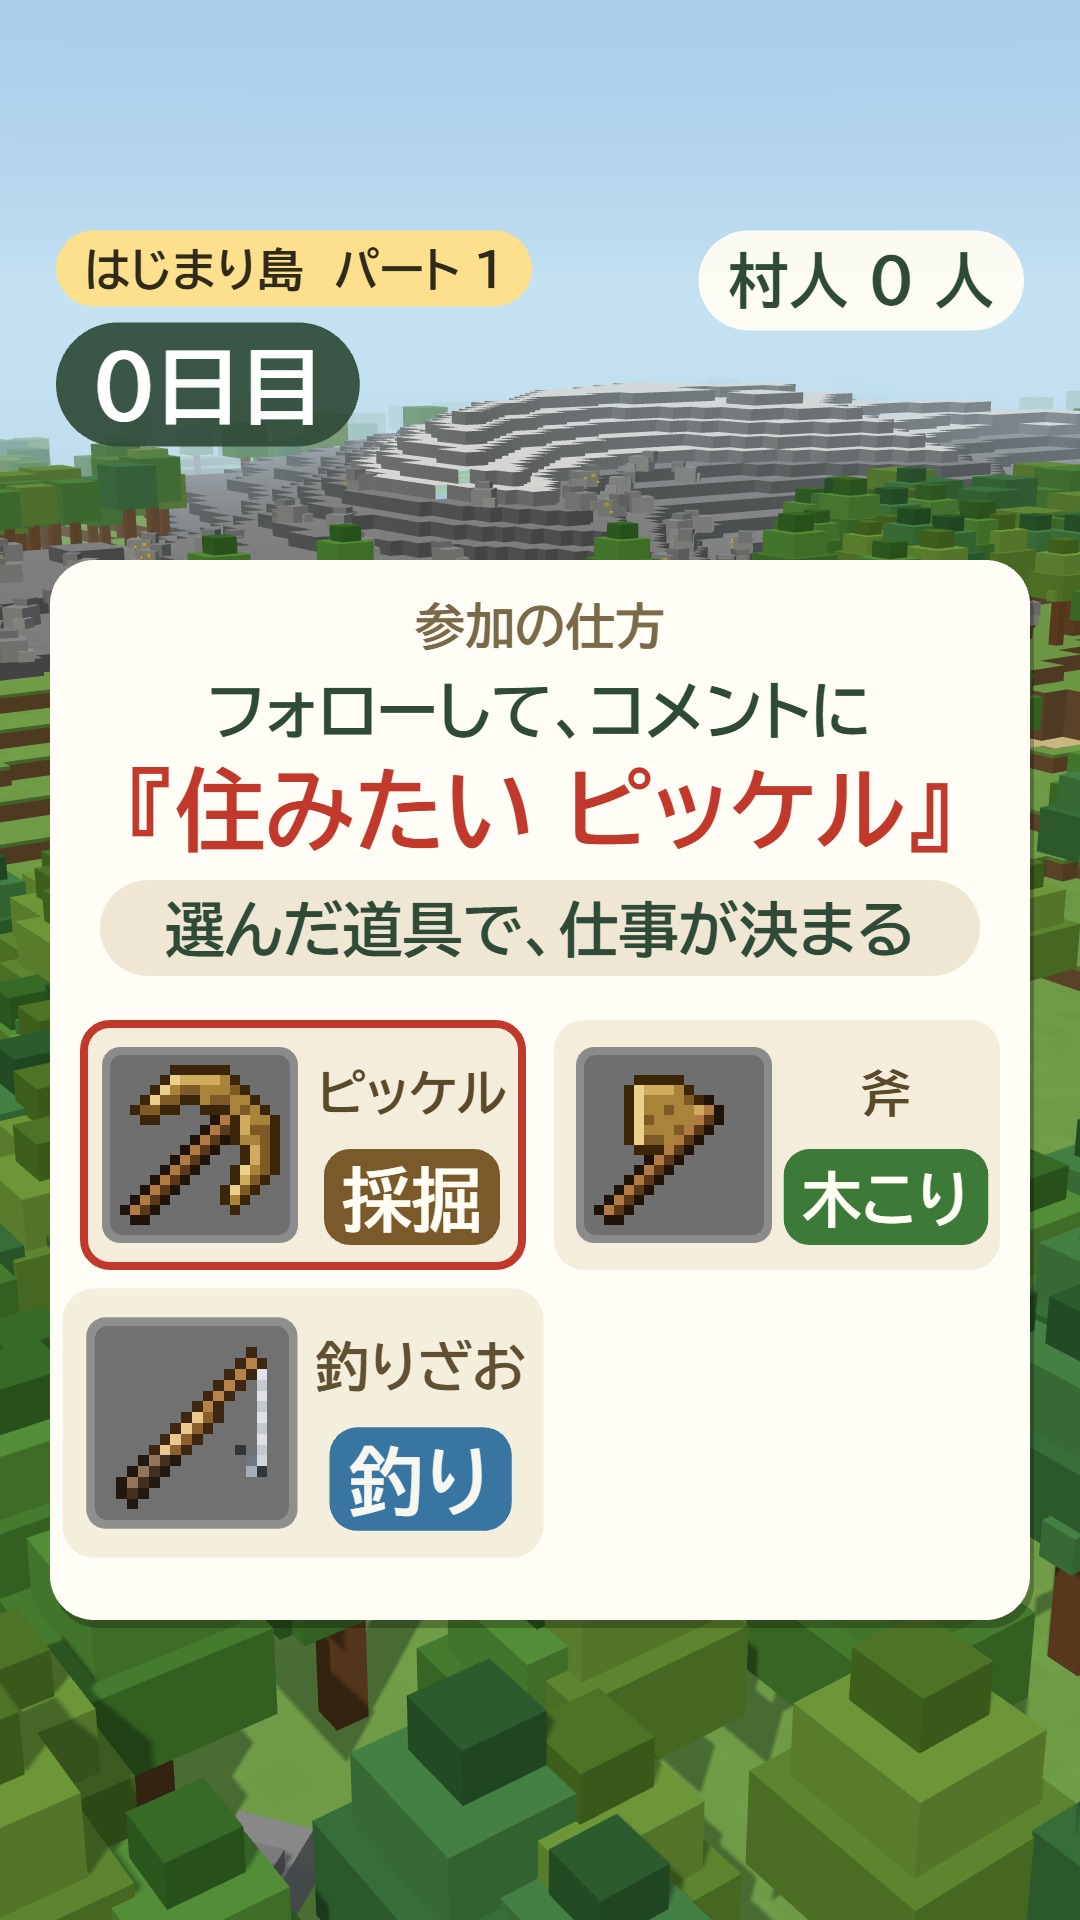 はじまり島 パート 1
村人 0 人
0日目
参加の仕方
フォローして、コメントに
『住みたい ピッケル』
選んだ道具で、仕事が決まる
ピッケル
採掘
斧
木こり
釣りざお
釣り